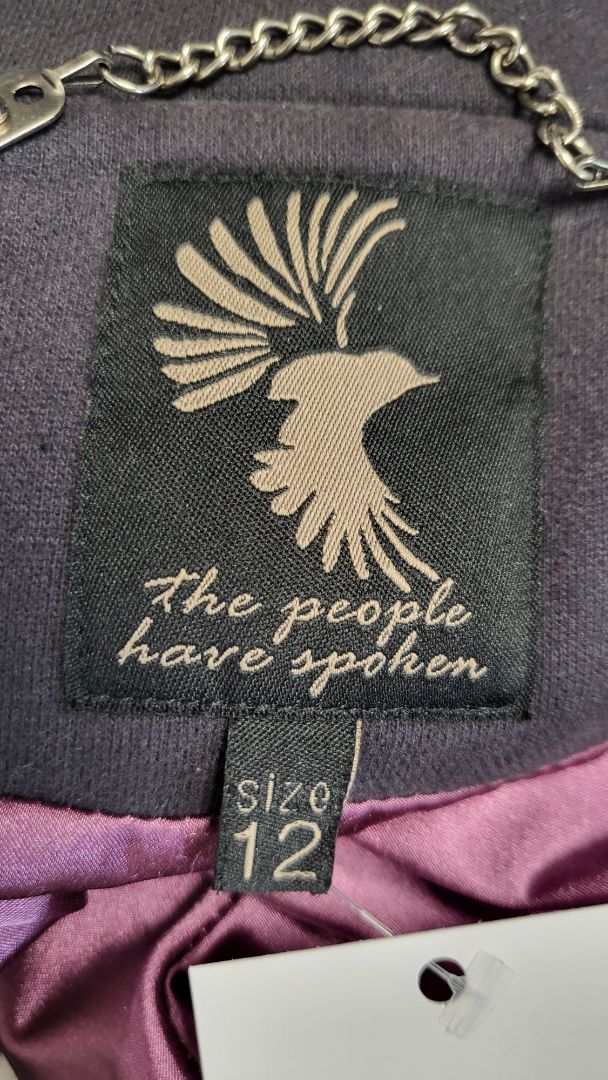 the people
have spoken
size
12